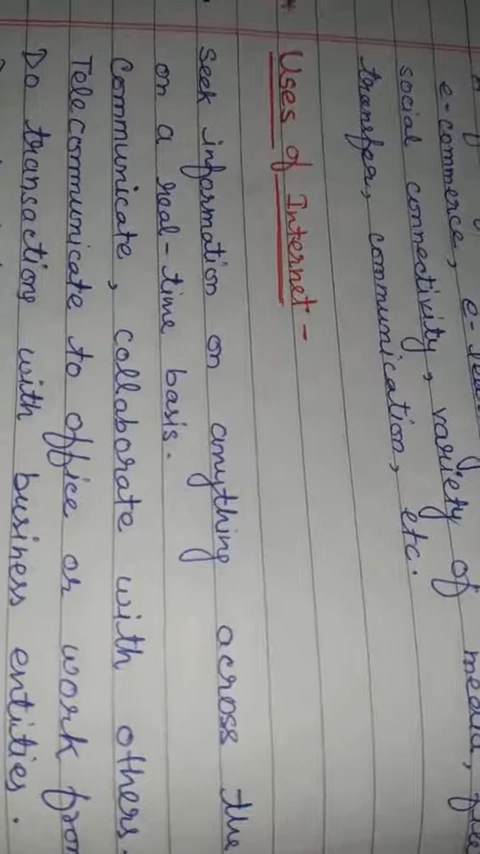 e-commerce, e-
social connectivity, variety of media,
transfer, communication, etc.
* Uses of Internet -
Seek information on anything across the
on a real-time basis.
Communicate, collaborate with others.
Telecommunicate to office or work from
Do transactions with business entities.